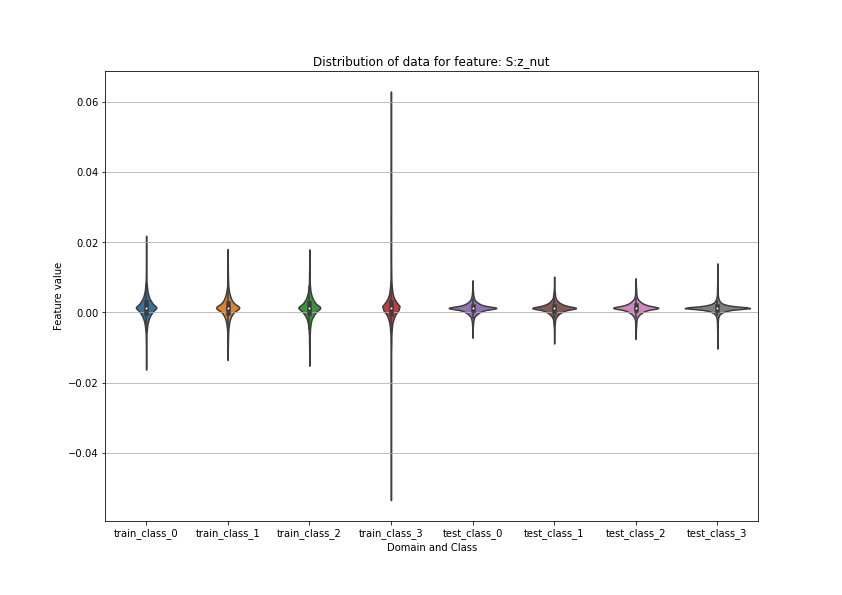 Distribution of data for feature: S:z_nut
0.06
0.04
0.02
0.00
−0.02
−0.04
Feature value
train_class_0 train_class_1 train_class_2 train_class_3 test_class_0 test_class_1 test_class_2 test_class_3
Domain and Class